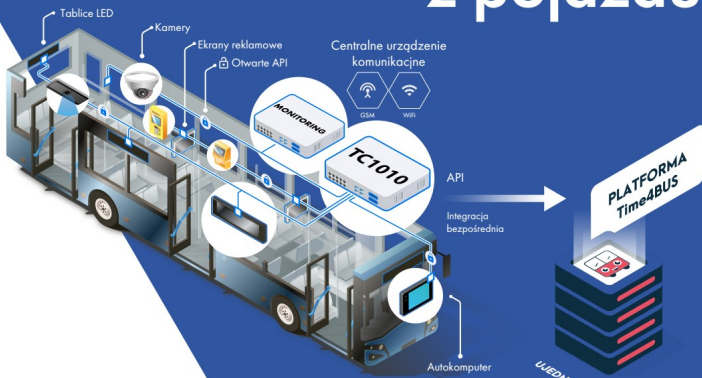 Tablice LED
Kamery
Ekrany reklamowe
Otwarte API
Centralne urządzenie
komunikacjne
GSM
WiFi
MONITORING
TC1010
API
Integracja
bezpośrednia
PLATFORMA
Time4BUS
Autokomputer